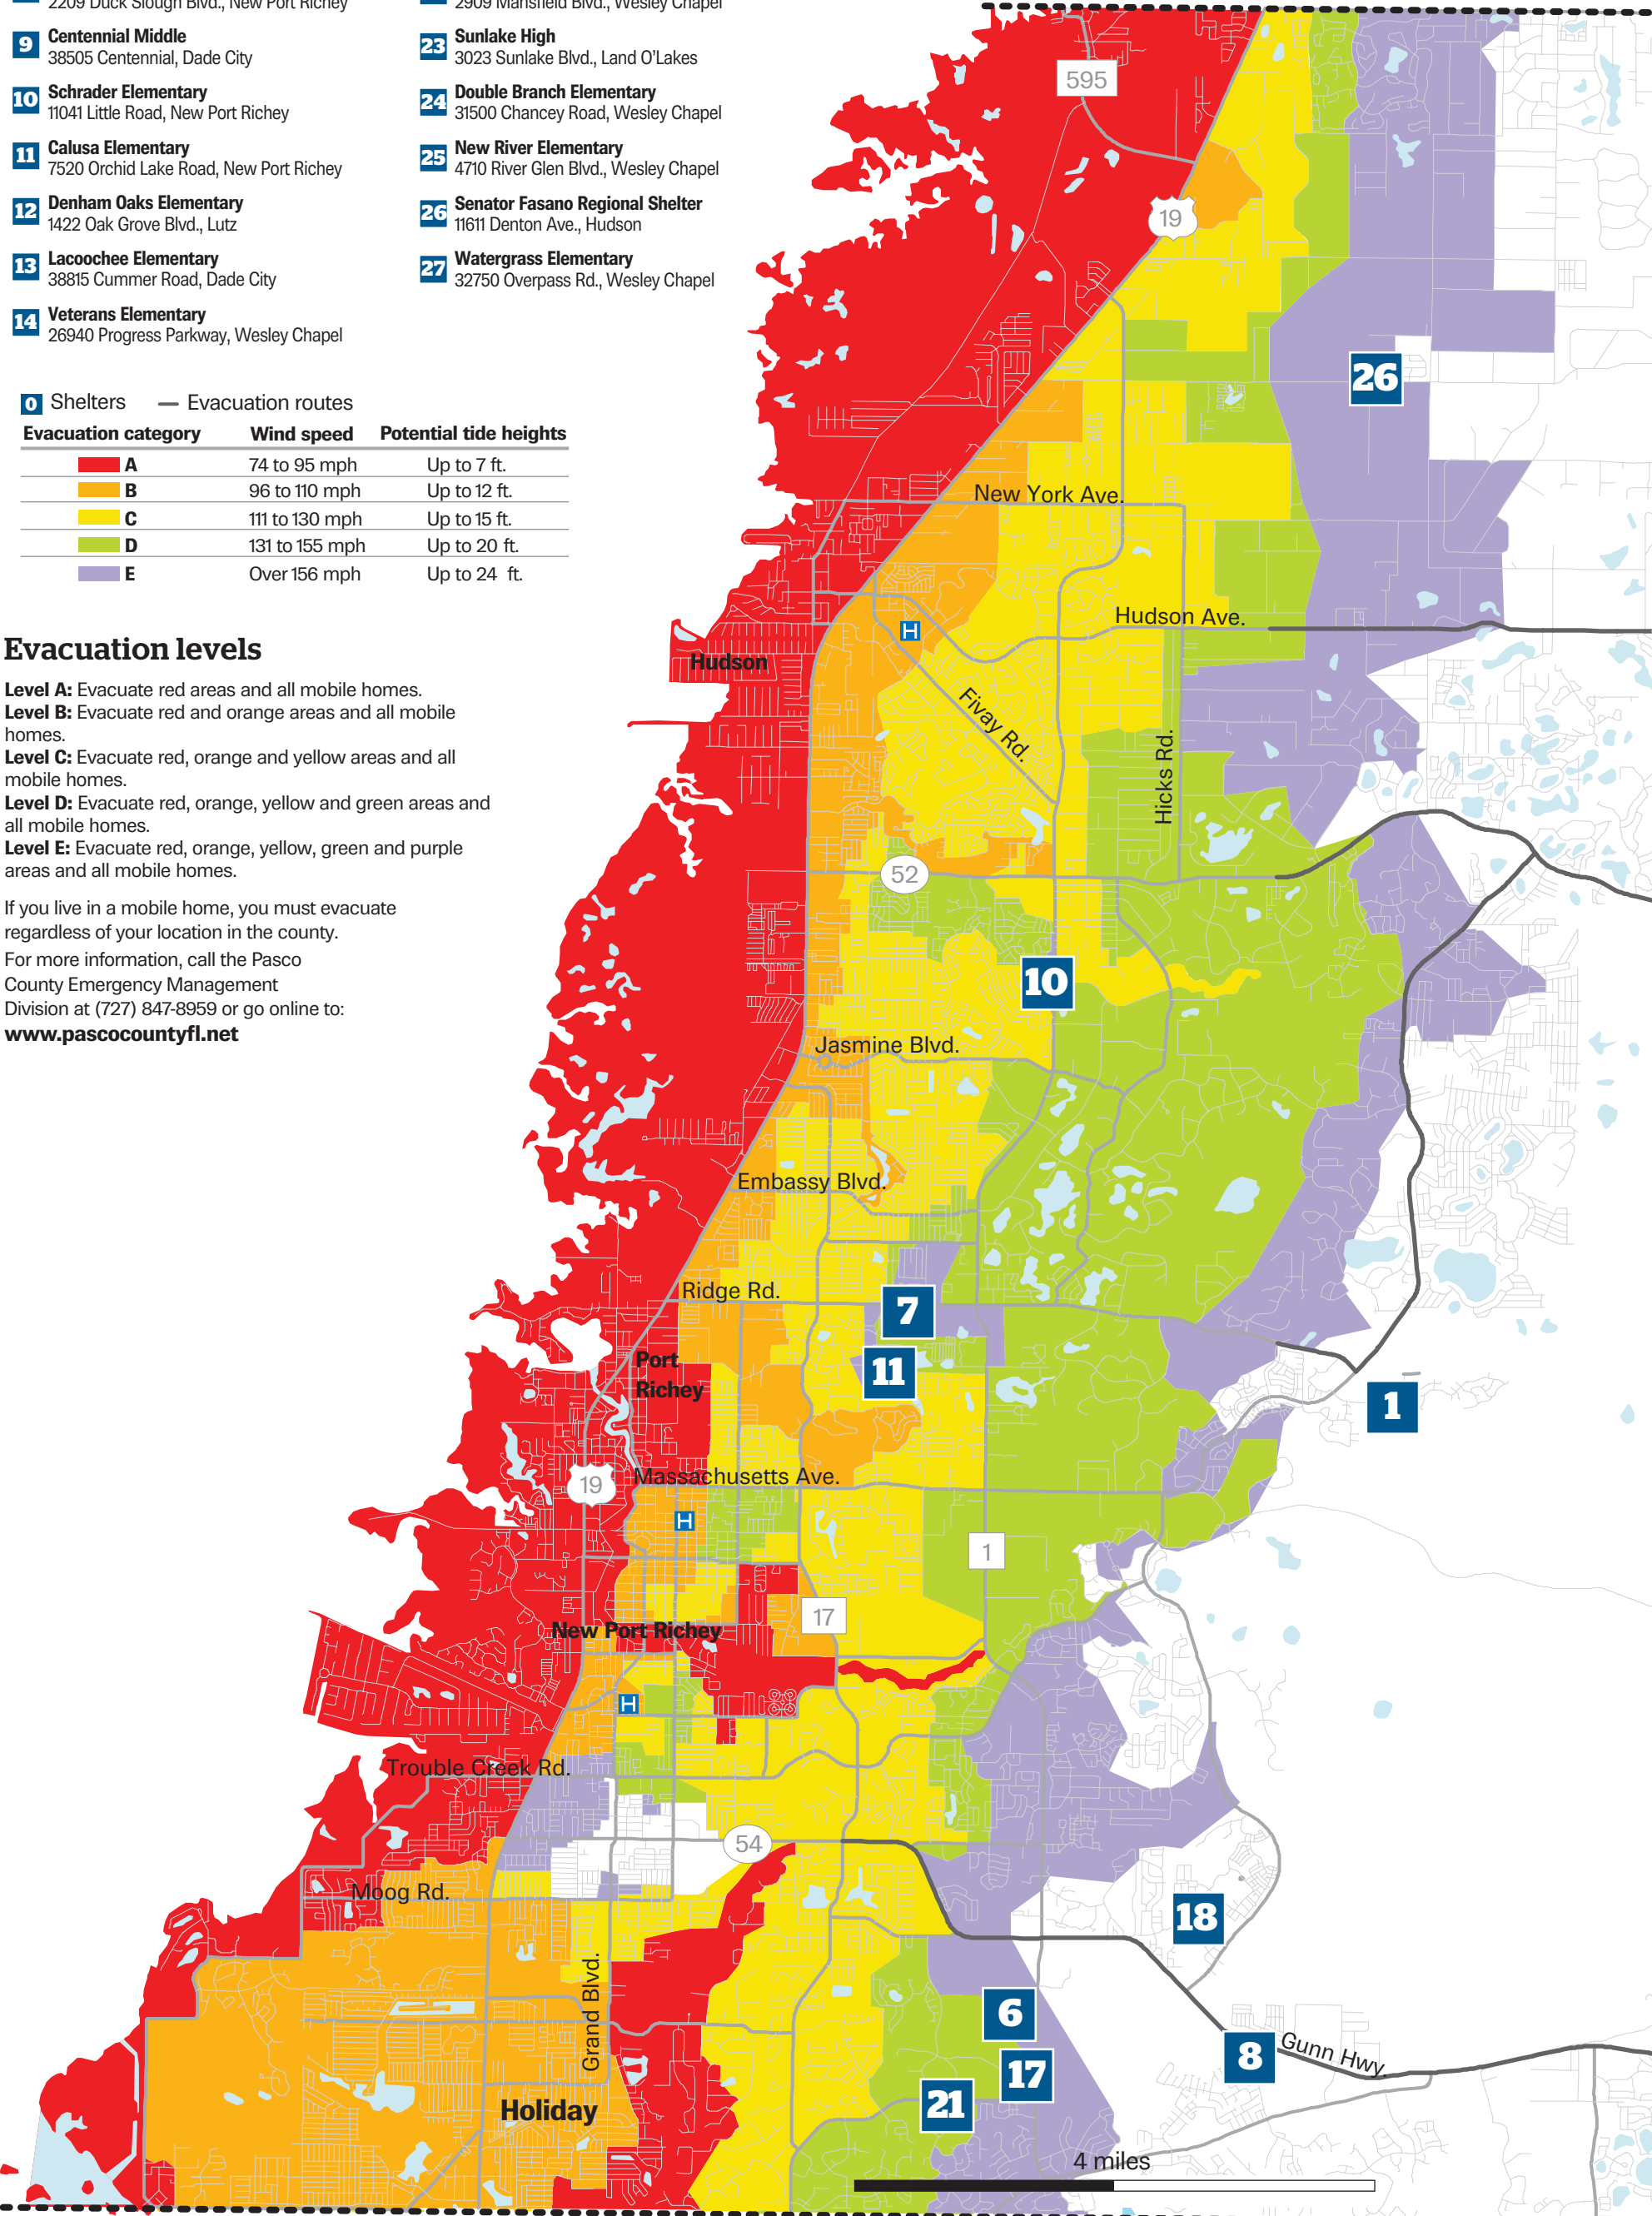 2209 Duck Slough Blvd., New Port Richey
9 Centennial Middle
38505 Centennial, Dade City
10 Schrader Elementary
11041 Little Road, New Port Richey
11 Calusa Elementary
7520 Orchid Lake Road, New Port Richey
12 Denham Oaks Elementary
1422 Oak Grove Blvd., Lutz
13 Lacoochee Elementary
38815 Cummer Road, Dade City
14 Veterans Elementary
26940 Progress Parkway, Wesley Chapel
2909 Mansfield Blvd., Wesley Chapel
23 Sunlake High
3023 Sunlake Blvd., Land O'Lakes
24 Double Branch Elementary
31500 Chancey Road, Wesley Chapel
25 New River Elementary
4710 River Glen Blvd., Wesley Chapel
26 Senator Fasano Regional Shelter
11611 Denton Ave., Hudson
27 Watergrass Elementary
32750 Overpass Rd., Wesley Chapel
0 Shelters — Evacuation routes
Evacuation category Wind speed Potential tide heights
A 74 to 95 mph Up to 7 ft.
B 96 to 110 mph Up to 12 ft.
C 111 to 130 mph Up to 15 ft.
D 131 to 155 mph Up to 20 ft.
E Over 156 mph Up to 24 ft.
Evacuation levels
Level A: Evacuate red areas and all mobile homes.
Level B: Evacuate red and orange areas and all mobile
homes.
Level C: Evacuate red, orange and yellow areas and all
mobile homes.
Level D: Evacuate red, orange, yellow and green areas and
all mobile homes.
Level E: Evacuate red, orange, yellow, green and purple
areas and all mobile homes.
If you live in a mobile home, you must evacuate
regardless of your location in the county.
For more information, call the Pasco
County Emergency Management
Division at (727) 847-8959 or go online to:
www.pascocountyfl.net
595
19
26
New York Ave.
Hudson Ave.
H
Hudson
Fivay Rd.
Hicks Rd.
52
10
Jasmine Blvd.
Embassy Blvd.
Ridge Rd.
7
Port
Richey
11
1
19
Massachusetts Ave.
H
1
17
New Port Richey
H
Trouble Creek Rd.
54
Moog Rd.
18
Grand Blvd.
6
8
Gunn Hwy.
17
21
Holiday
4 miles